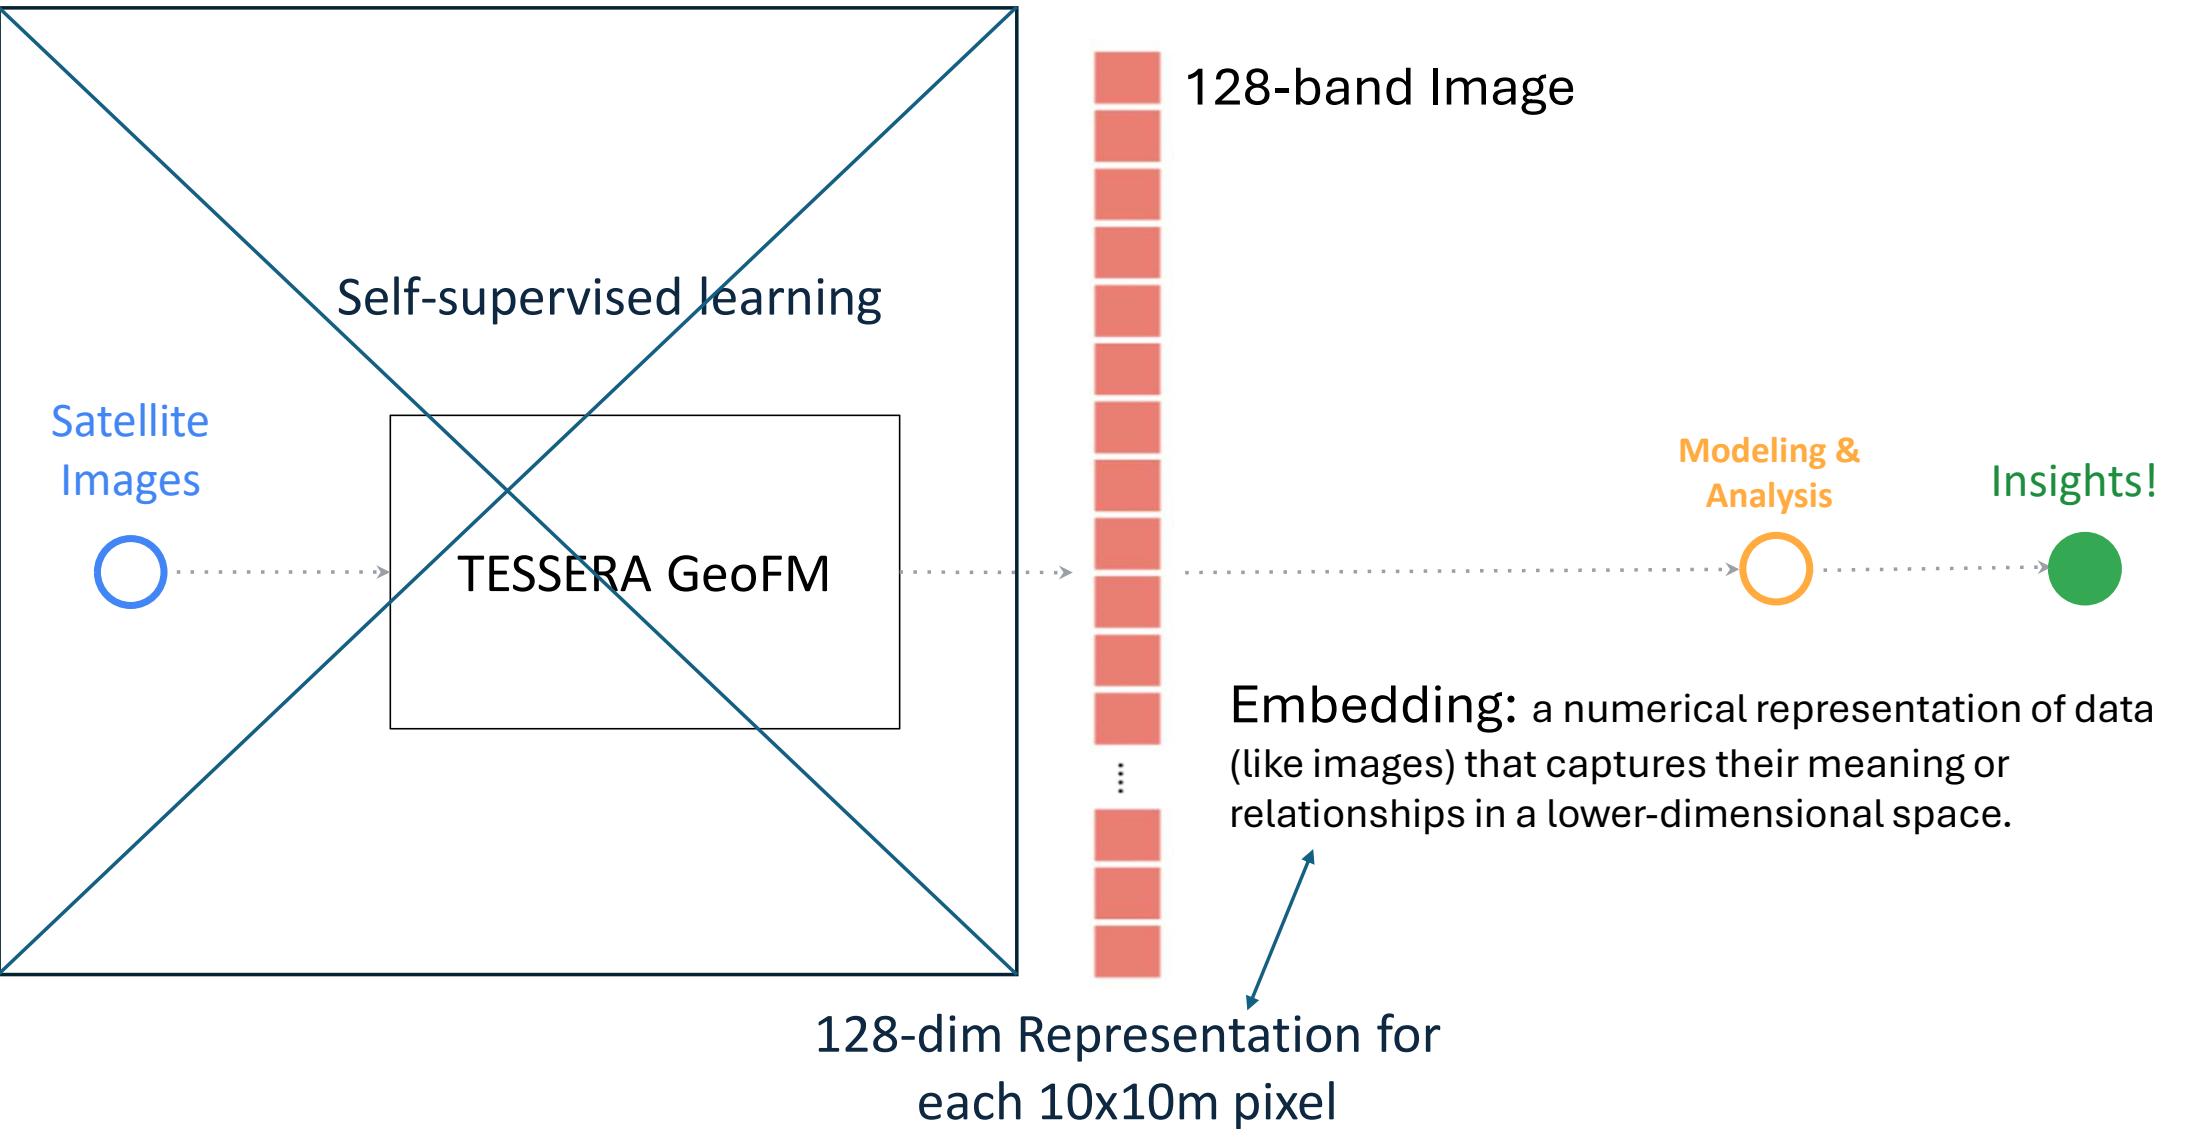 128-band Image
Self-supervised learning
Satellite
Images
TESSERA GeoFM
Modeling &
Analysis
Insights!
Embedding: a numerical representation of data
(like images) that captures their meaning or
relationships in a lower-dimensional space.
128-dim Representation for
each 10x10m pixel